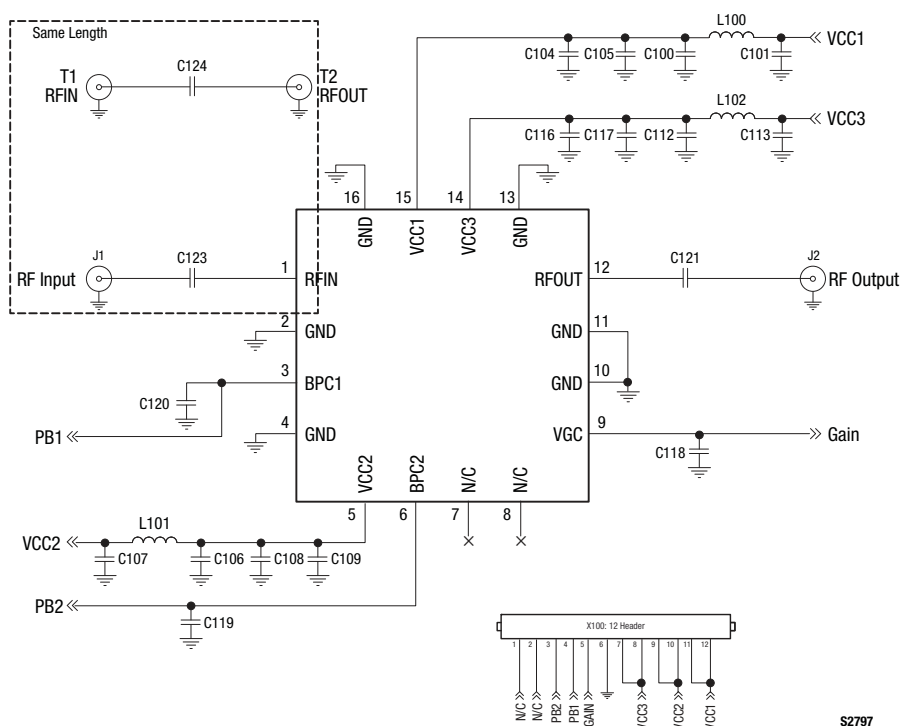 Same Length
T1
RFIN
C124
T2
RFOUT
L100
VCC1
C104
C105
C100
C101
L102
VCC3
C116
C117
C112
C113
16
15
14
13
GND
VCC1
VCC3
GND
RF Input
J1
C123
1
RFIN
RFOUT
12
C121
J2
RF Output
2
GND
GND
11
3
BPC1
GND
10
C120
PB1
4
GND
VGC
9
Gain
C118
VCC2
BPC2
N/C
N/C
5
6
7
8
L101
VCC2
C107
C106
C108
C109
PB2
C119
X100: 12 Header
1
2
3
4
5
6
7
8
9
10
11
12
N/C
N/C
PB2
PB1
GAIN
/CC3
/CC2
/CC1
S2797